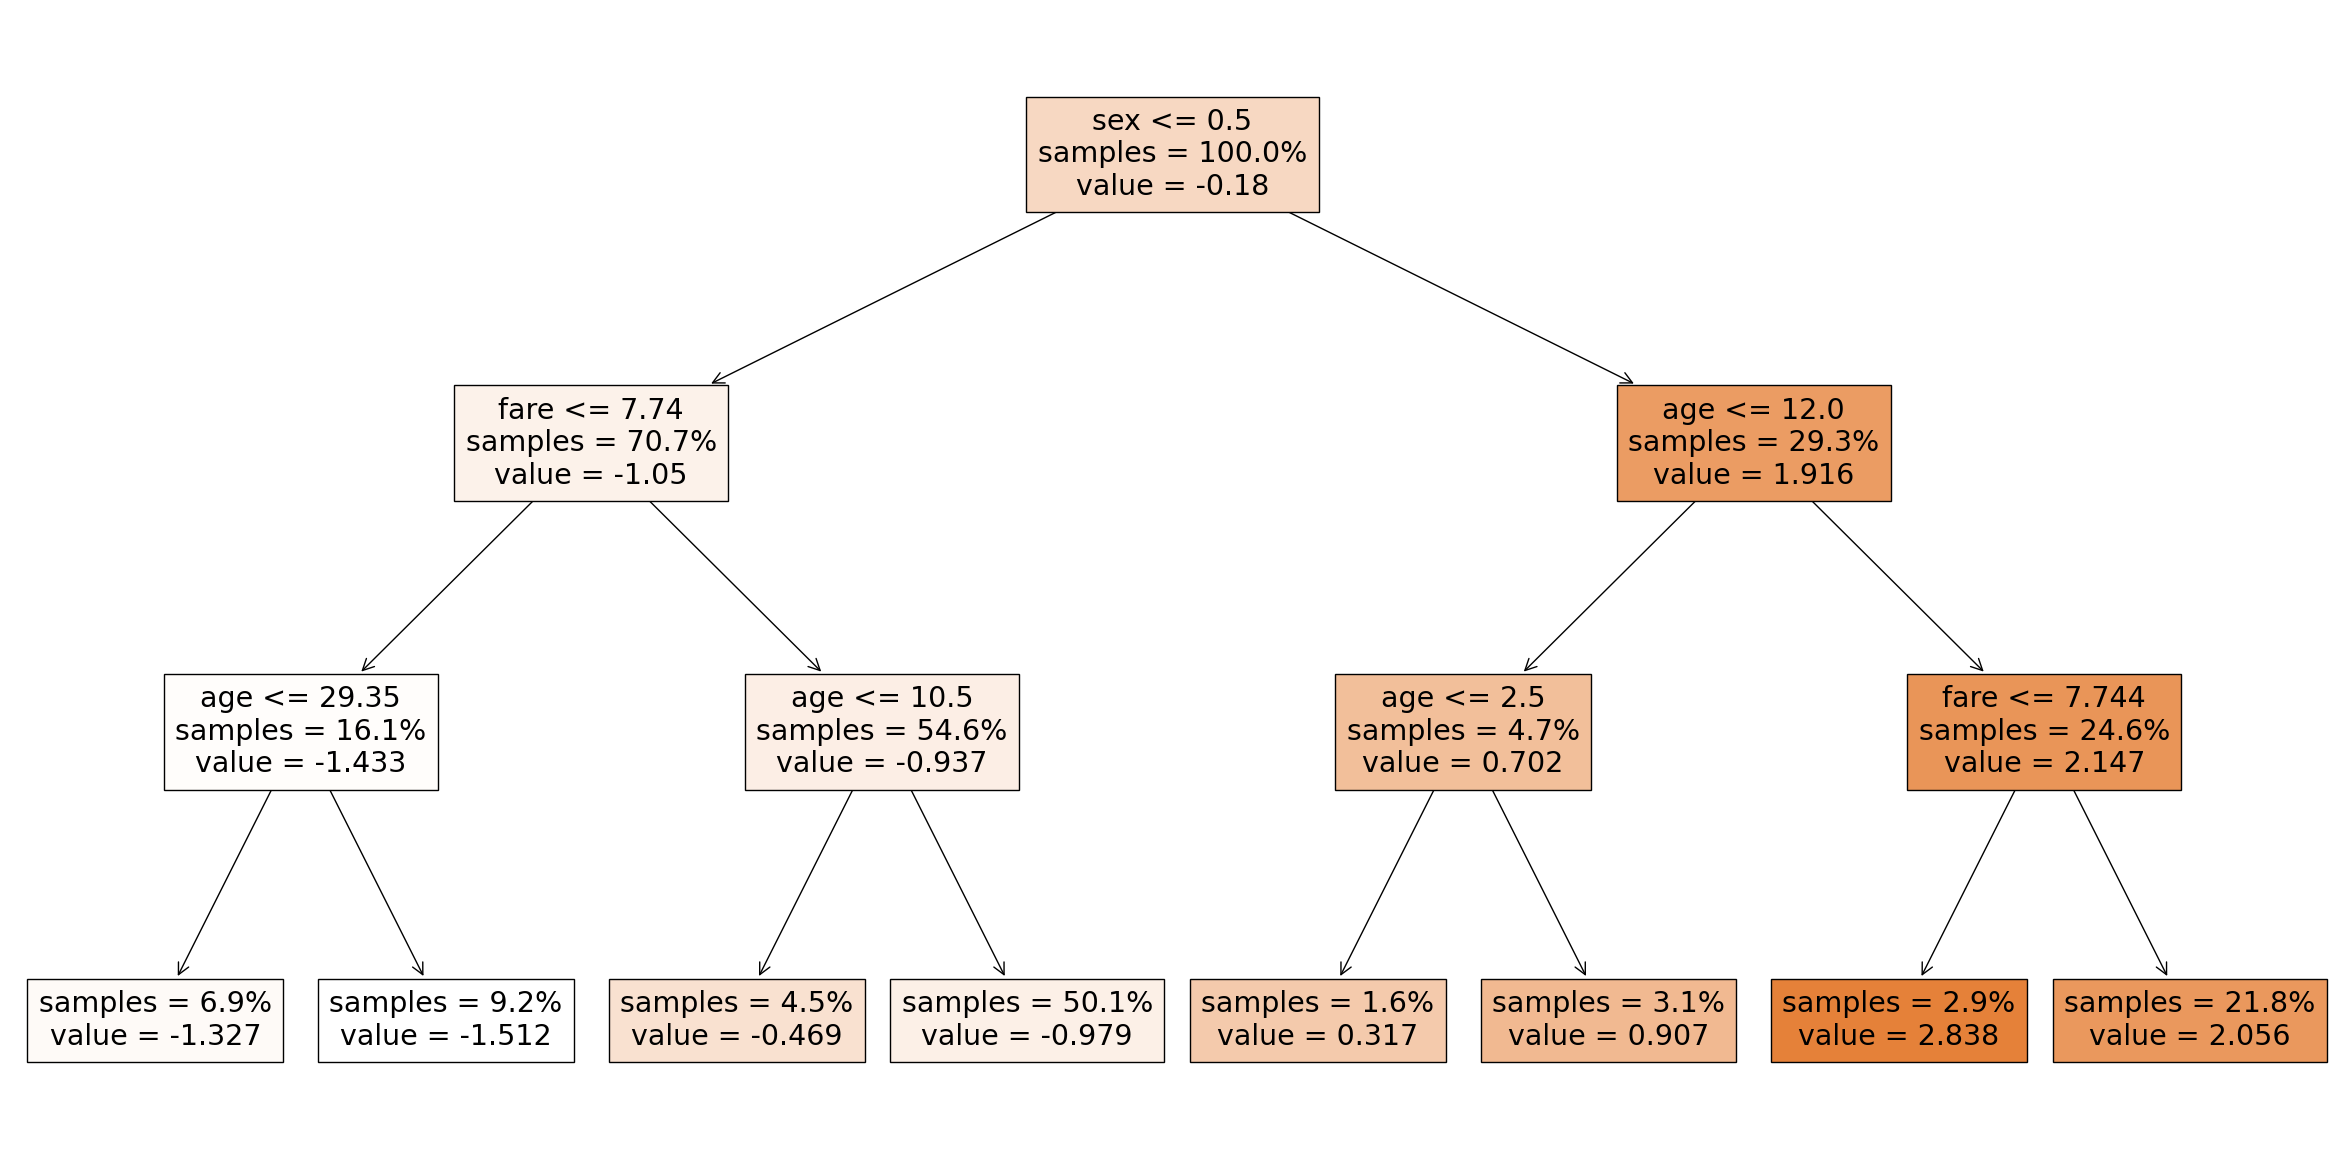 sex <= 0.5
samples = 100.0%
value = -0.18
fare <= 7.74
samples = 70.7%
value = -1.05
age <= 12.0
samples = 29.3%
value = 1.916
age <= 29.35
samples = 16.1%
value = -1.433
age <= 10.5
samples = 54.6%
value = -0.937
age <= 2.5
samples = 4.7%
value = 0.702
fare <= 7.744
samples = 24.6%
value = 2.147
samples = 6.9%
value = -1.327
samples = 9.2%
value = -1.512
samples = 4.5%
value = -0.469
samples = 50.1%
value = -0.979
samples = 1.6%
value = 0.317
samples = 3.1%
value = 0.907
samples = 2.9%
value = 2.838
samples = 21.8%
value = 2.056